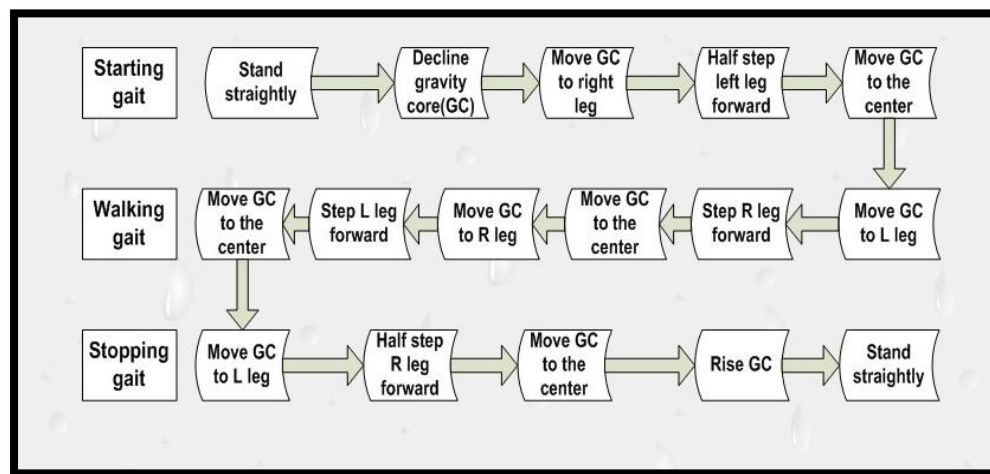 Starting
gait
Stand
straightly
Decline
gravity
core(GC)
Move GC
to right
leg
Half step
left leg
forward
Move GC
to the
center
Walking
gait
Move GC
to the
center
Step L leg
forward
Move GC
to R leg
Move GC
to the
center
Step R leg
forward
Move GC
to L leg
Stopping
gait
Move GC
to L leg
Half step
R leg
forward
Move GC
to the
center
Rise GC
Stand
straightly